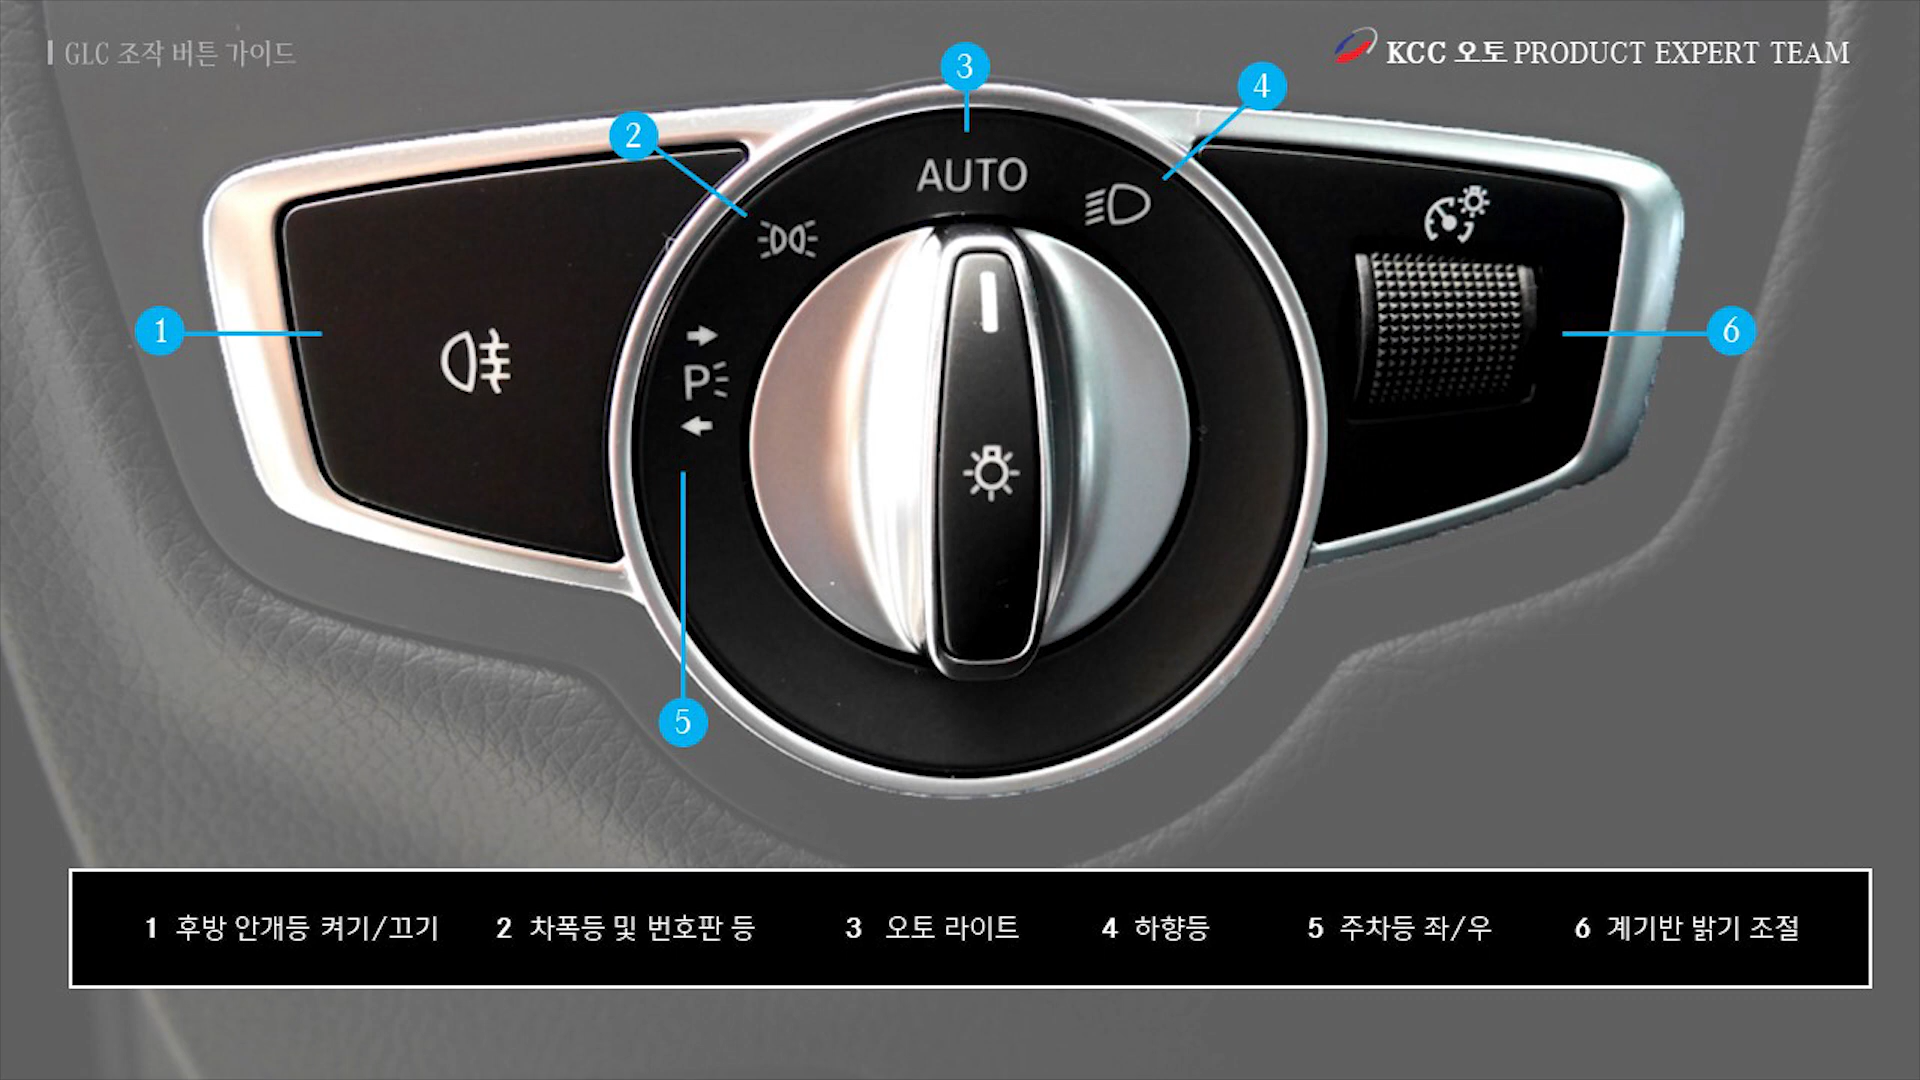 GLC 조작 버튼 가이드
KCC 오토 PRODUCT EXPERT TEAM
3
4
2
AUTO
1
P
6
5
1 후방 안개등 켜기/끄기 2 차폭등 및 번호판 등 3 오토 라이트 4 하향등 5 주차등 좌/우 6 계기반 밝기 조절